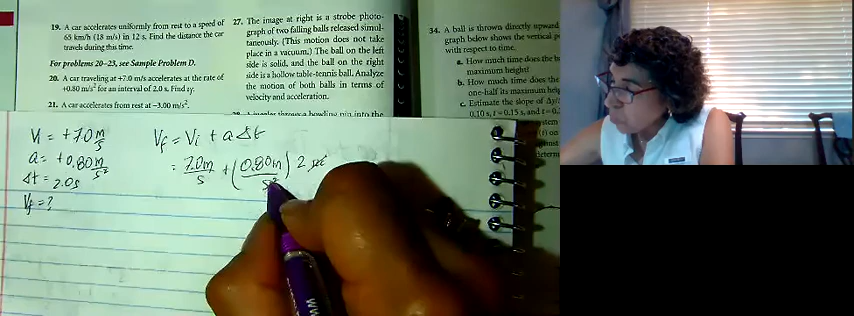 19. A car accelerates uniformly from rest to a speed of
65 km/h (18 m/s) in 12 s. Find the distance the car
travels during this time.
For problems 20–23, see Sample Problem D.
20. A car traveling at +7.0 m/s accelerates at the rate of
+0.80 m/s² for an interval of 2.0 s. Find vf.
21. A car accelerates from rest at −3.00 m/s².
27. The image at right is a strobe photo-
graph of two falling balls released simul-
taneously. (This motion does not take
place in a vacuum.) The ball on the left
side is solid, and the ball on the right
side is a hollow table-tennis ball. Analyze
the motion of both balls in terms of
velocity and acceleration.
34. A ball is thrown directly upward
graph below shows the vertical
with respect to time.
a. How much time does the
maximum height?
b. How much time does the
one-half its maximum
c. Estimate the slope of
0.10 s, t = 0.15 s, and
Vi = +7.0 m/s
a = +0.80 m/s²
Δt = 2.0s
Vf = ?
Vf = Vi + aΔt
= 7.0m/s + (0.80m/s²) 2